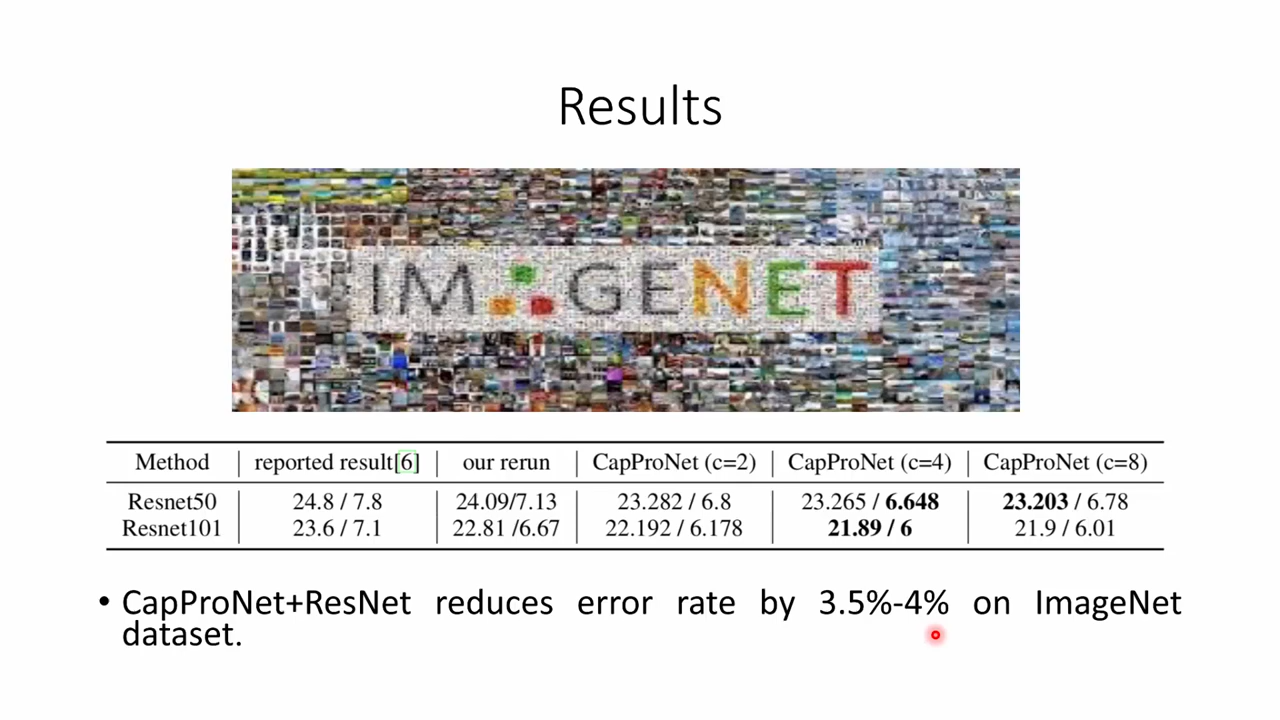 Results
IMAGENET
Method reported result[6] our rerun CapProNet (c=2) CapProNet (c=4) CapProNet (c=8)
Resnet50 24.8 / 7.8 24.09/7.13 23.282 / 6.8 23.265 / 6.648 23.203 / 6.78
Resnet101 23.6 / 7.1 22.81 /6.67 22.192 / 6.178 21.89 / 6 21.9 / 6.01
• CapProNet+ResNet reduces error rate by 3.5%-4% on ImageNet
dataset.